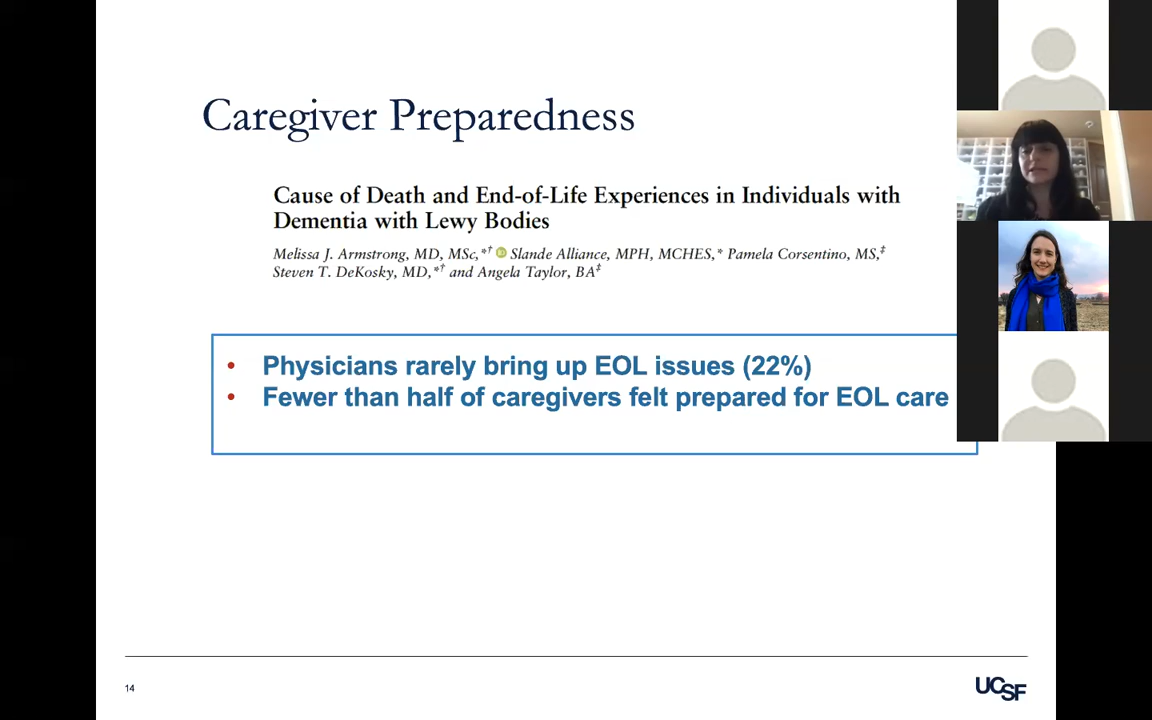 Caregiver Preparedness
Cause of Death and End-of-Life Experiences in Individuals with
Dementia with Lewy Bodies
Melissa J. Armstrong, MD, MSc,*† iD Slande Alliance, MPH, MCHES,* Pamela Corsentino, MS,‡
Steven T. DeKosky, MD,*† and Angela Taylor, BA‡
• Physicians rarely bring up EOL issues (22%)
• Fewer than half of caregivers felt prepared for EOL care
14
UCSF